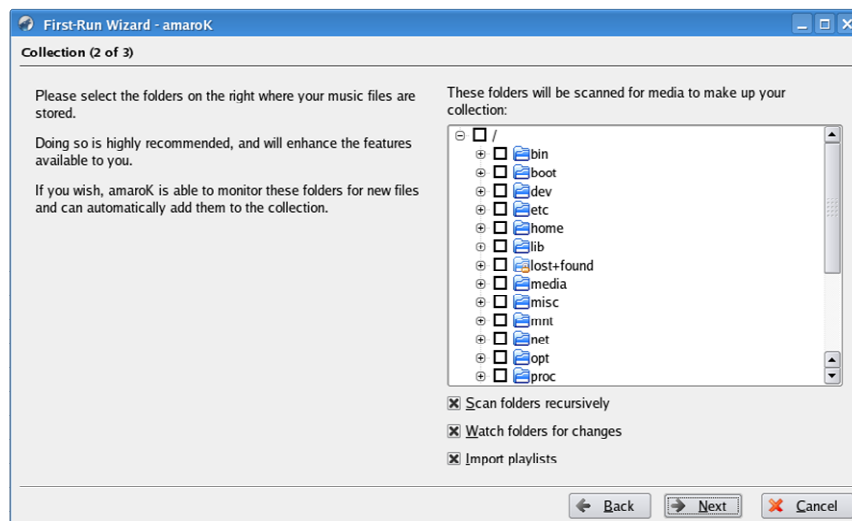 First-Run Wizard - amaroK
Collection (2 of 3)
Please select the folders on the right where your music files are
stored.
Doing so is highly recommended, and will enhance the features
available to you.
If you wish, amaroK is able to monitor these folders for new files
and can automatically add them to the collection.
These folders will be scanned for media to make up your
collection:
/
bin
boot
dev
etc
home
lib
lost+found
media
misc
mnt
net
opt
proc
Scan folders recursively
Watch folders for changes
Import playlists
Back
Next
Cancel